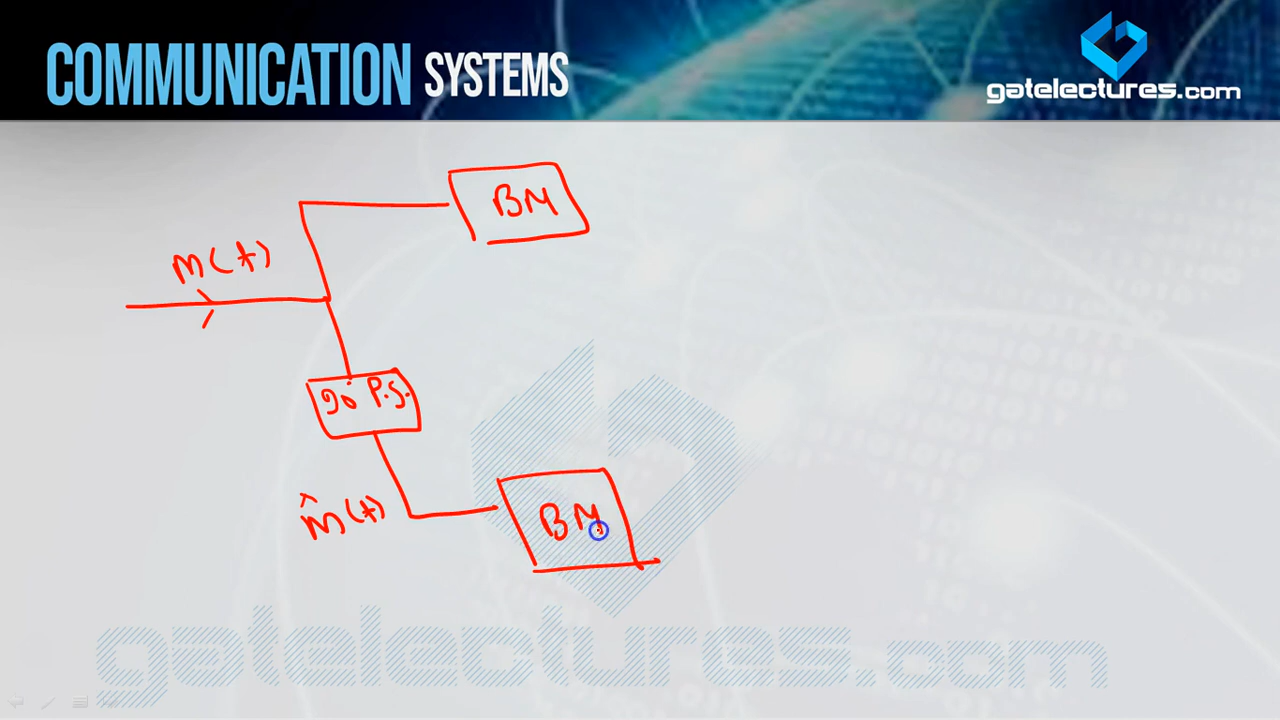 COMMUNICATION SYSTEMS
gatelectures.com
BM
m(t)
90° P.S.
m̂(t)
BM
gatelectures.com